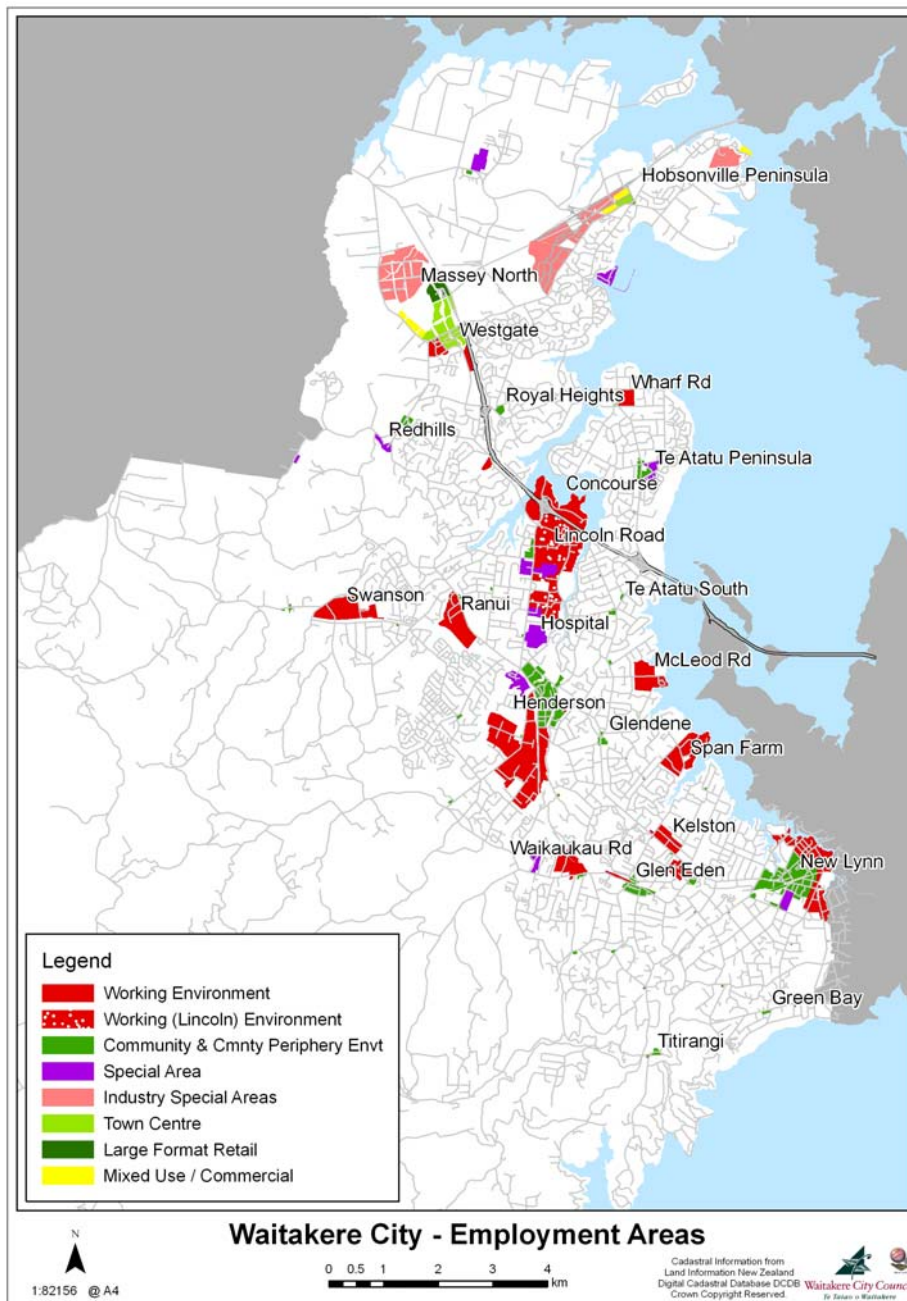 Hobsonville Peninsula
Massey North
Westgate
Wharf Rd
Royal Heights
Redhills
Te Atatu Peninsula
Concourse
Lincoln Road
Te Atatu South
Swanson
Ranui
Hospital
McLeod Rd
Henderson
Glendene
Span Farm
Kelston
Waikaukau Rd
New Lynn
Glen Eden
Green Bay
Titirangi
Legend
Working Environment
Working (Lincoln) Environment
Community & Cmnty Periphery Envt
Special Area
Industry Special Areas
Town Centre
Large Format Retail
Mixed Use / Commercial
Waitakere City - Employment Areas
N
1:82156 @ A4
0 0.5 1 2 3 4
km
Cadastral Information from
Land Information New Zealand
Digital Cadastral Database DCDB
Crown Copyright Reserved.
Waitakere City Counc
Te Taiao o Waitakere